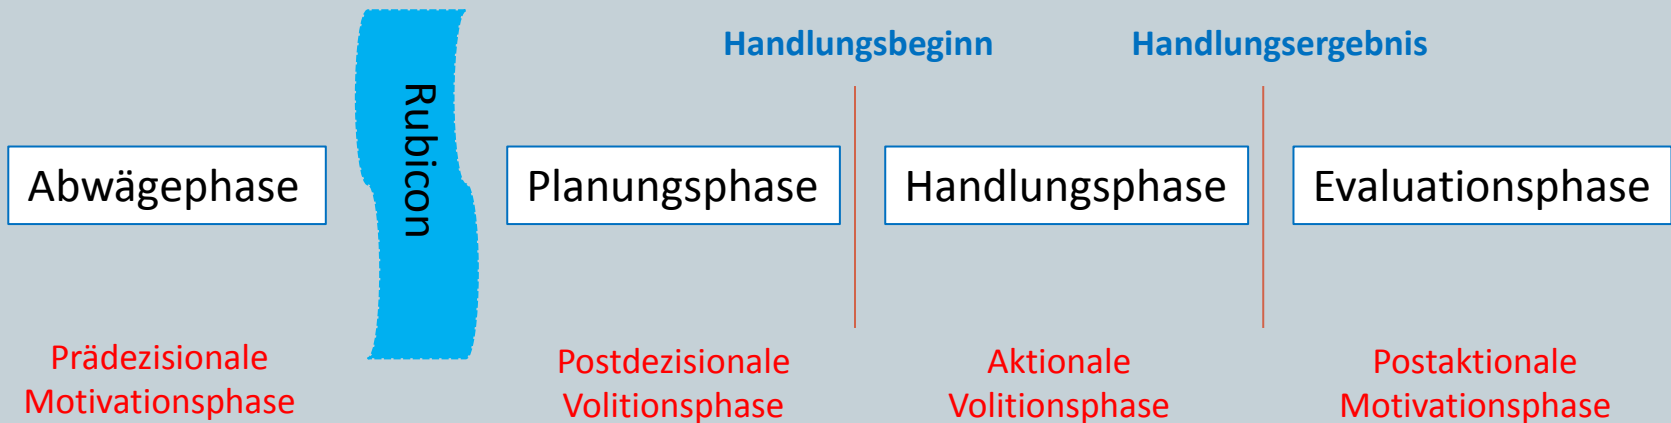 Handlungsbeginn
Handlungsergebnis
Abwägephase
Rubicon
Planungsphase
Handlungsphase
Evaluationsphase
Prädezisionale
Motivationsphase
Postdezisionale
Volitionsphase
Aktionale
Volitionsphase
Postaktionale
Motivationsphase